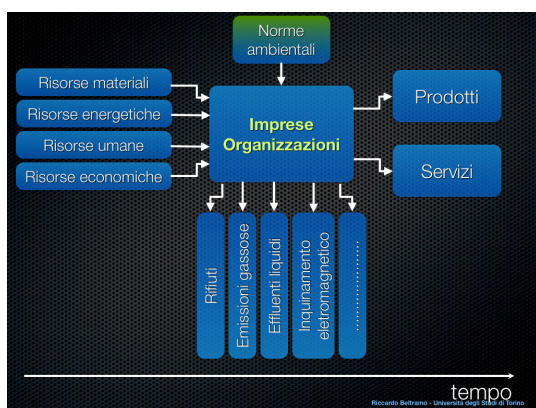 Norme
ambientali
Risorse materiali
Risorse energetiche
Risorse umane
Risorse economiche
Imprese
Organizzazioni
Prodotti
Servizi
Rifiuti
Emissioni gassose
Effluenti liquidi
Inquinamento
eletromagnetico
.....................
tempo
Riccardo Beltramo - Università degli Studi di Torino